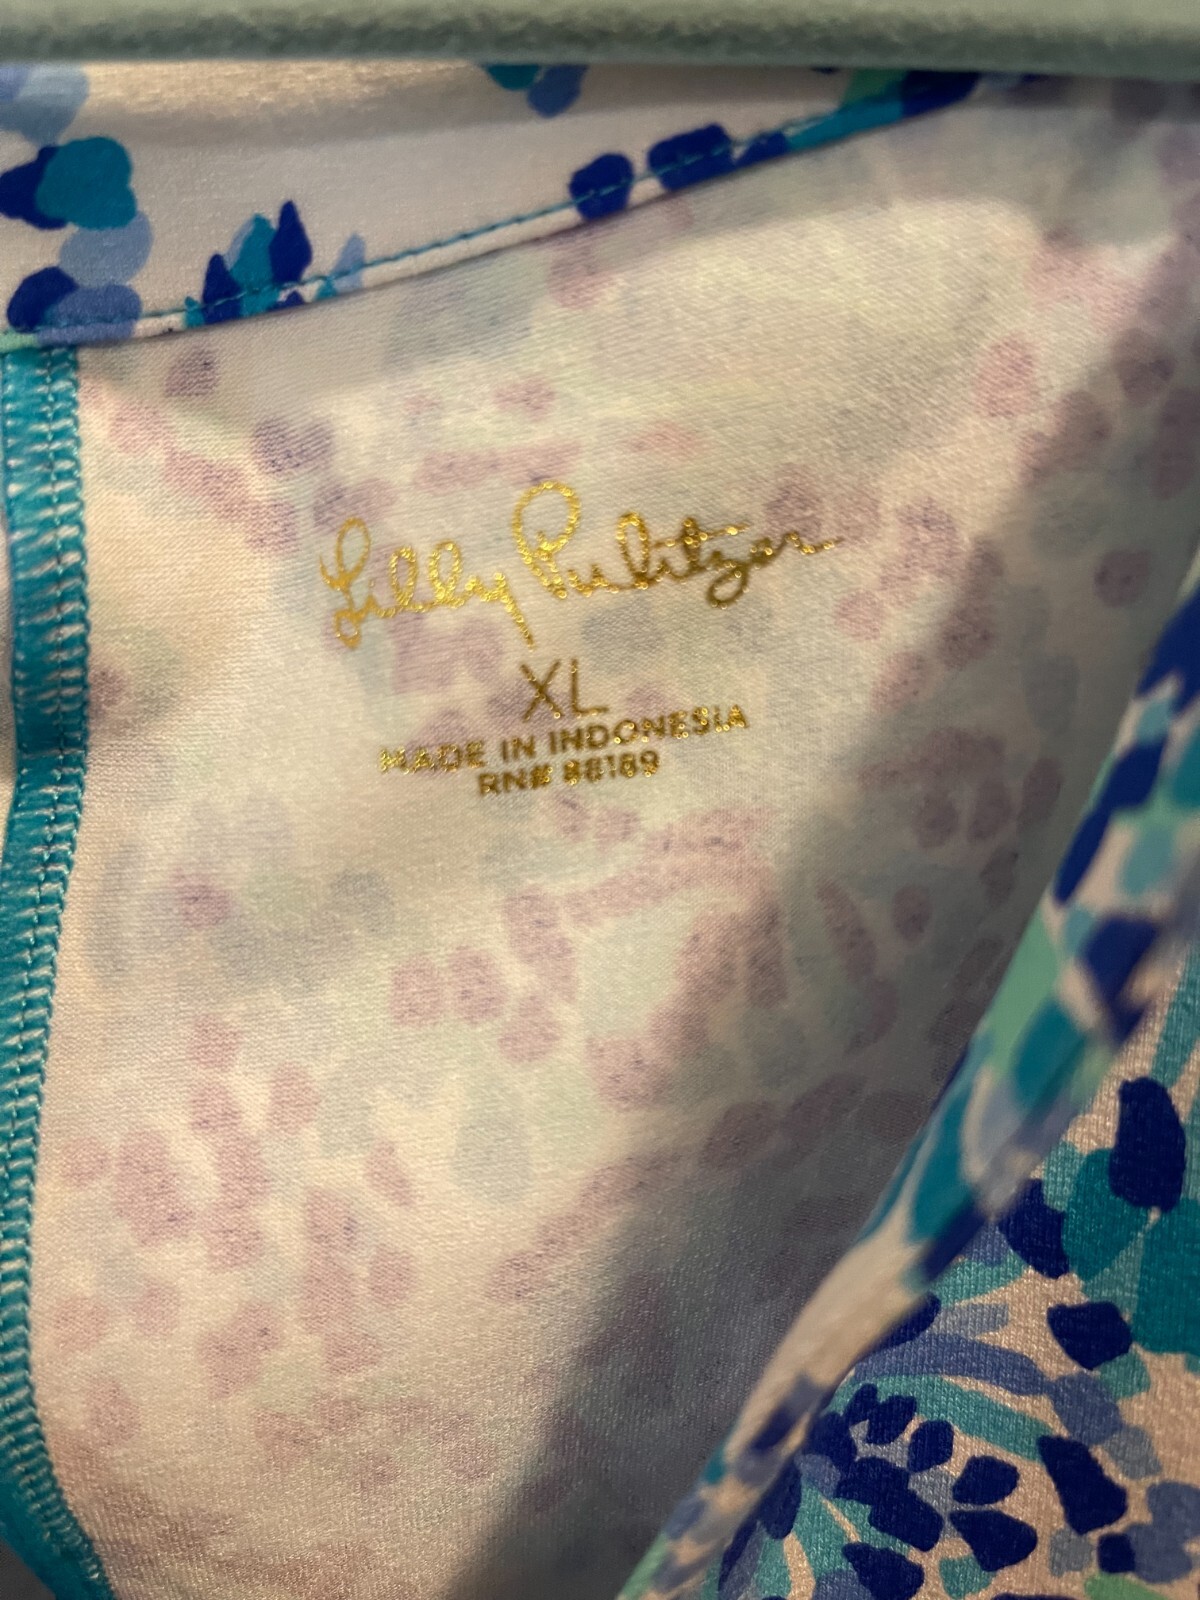 Lilly Pulitzer
XL
MADE IN INDONESIA
RN# 88189